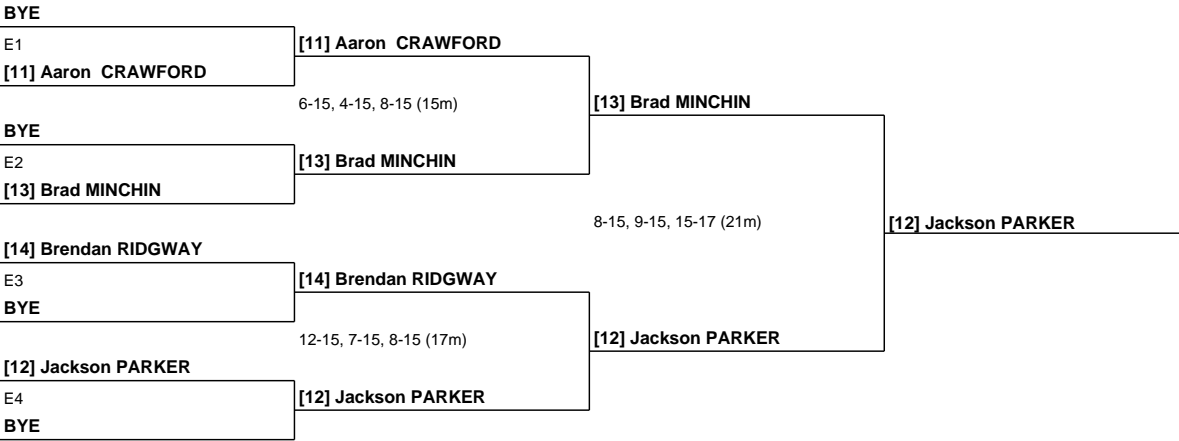 BYE
E1
[11] Aaron  CRAWFORD
BYE
E2
[13] Brad MINCHIN
[14] Brendan RIDGWAY
E3
BYE
[12] Jackson PARKER
E4
BYE
[11] Aaron  CRAWFORD
6-15, 4-15, 8-15 (15m)
[13] Brad MINCHIN
[14] Brendan RIDGWAY
12-15, 7-15, 8-15 (17m)
[12] Jackson PARKER
[13] Brad MINCHIN
8-15, 9-15, 15-17 (21m)
[12] Jackson PARKER
[12] Jackson PARKER